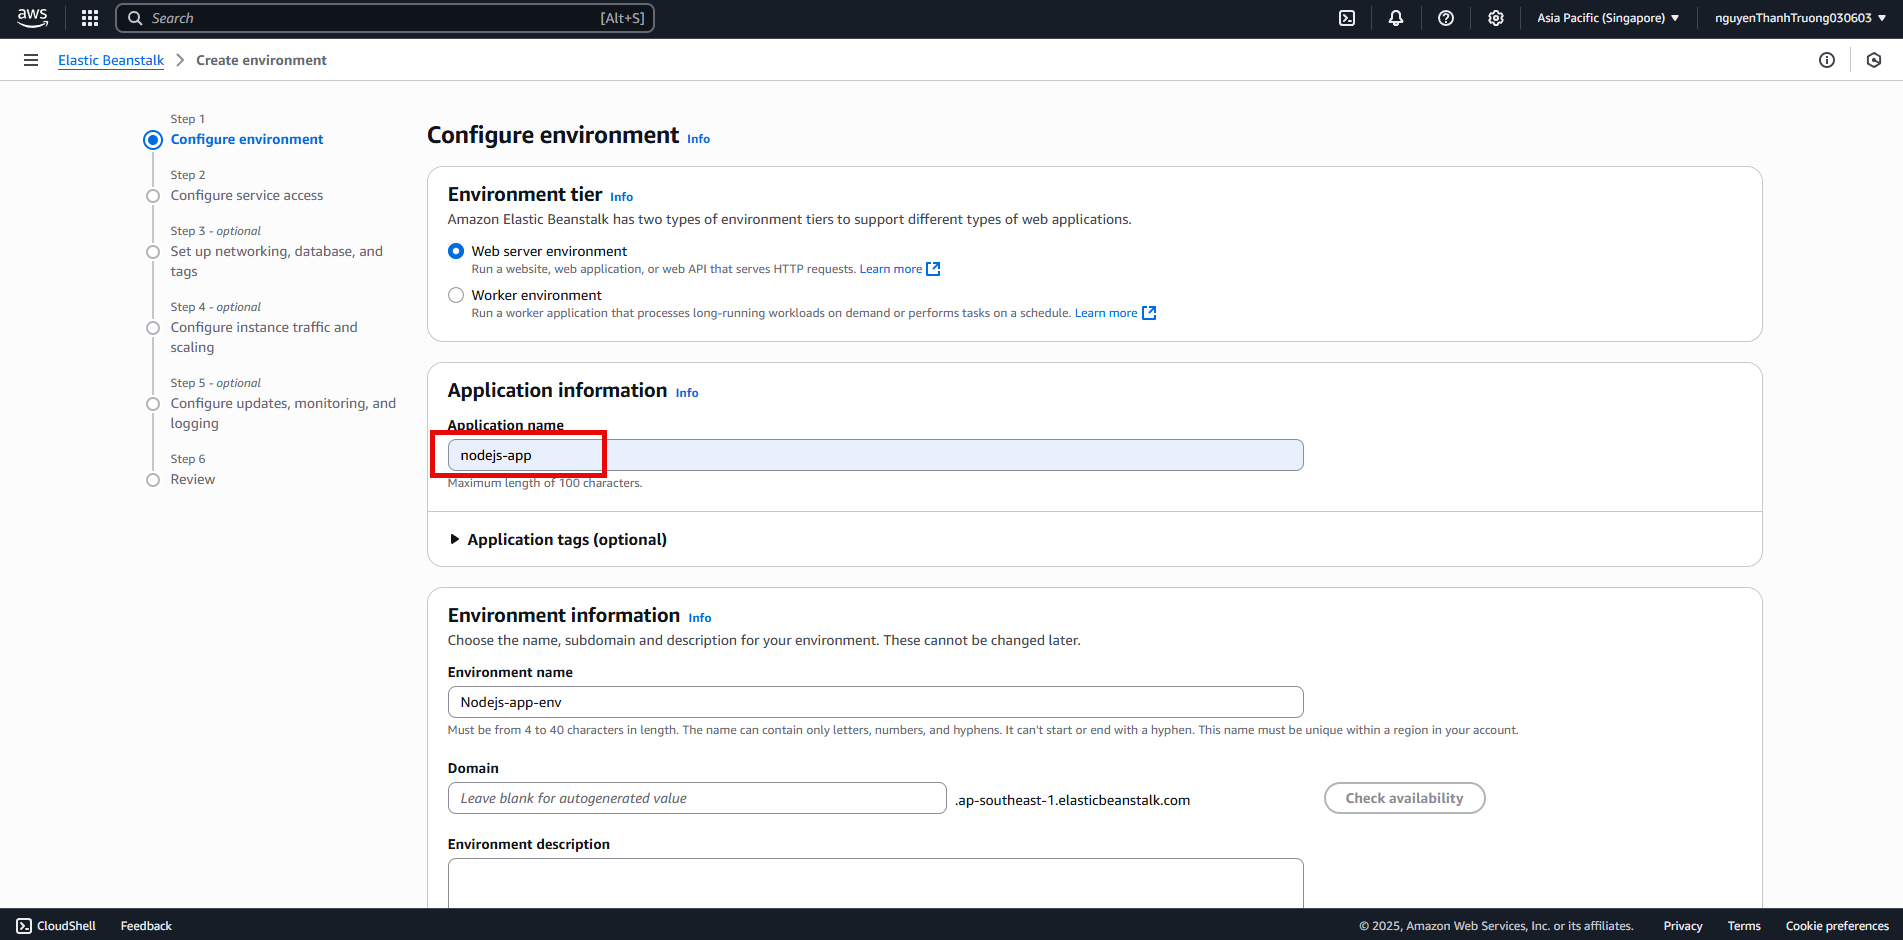 aws
Search
[Alt+S]
Asia Pacific (Singapore)
nguyenThanhTruong030603
Elastic Beanstalk
Create environment
Step 1
Configure environment
Step 2
Configure service access
Step 3 - optional
Set up networking, database, and
tags
Step 4 - optional
Configure instance traffic and
scaling
Step 5 - optional
Configure updates, monitoring, and
logging
Step 6
Review
Configure environment Info
Environment tier Info
Amazon Elastic Beanstalk has two types of environment tiers to support different types of web applications.
Web server environment
Run a website, web application, or web API that serves HTTP requests. Learn more
Worker environment
Run a worker application that processes long-running workloads on demand or performs tasks on a schedule. Learn more
Application information Info
Application name
nodejs-app
Maximum length of 100 characters.
Application tags (optional)
Environment information Info
Choose the name, subdomain and description for your environment. These cannot be changed later.
Environment name
Nodejs-app-env
Must be from 4 to 40 characters in length. The name can contain only letters, numbers, and hyphens. It can't start or end with a hyphen. This name must be unique within a region in your account.
Domain
Leave blank for autogenerated value
.ap-southeast-1.elasticbeanstalk.com
Check availability
Environment description
CloudShell
Feedback
© 2025, Amazon Web Services, Inc. or its affiliates.
Privacy
Terms
Cookie preferences